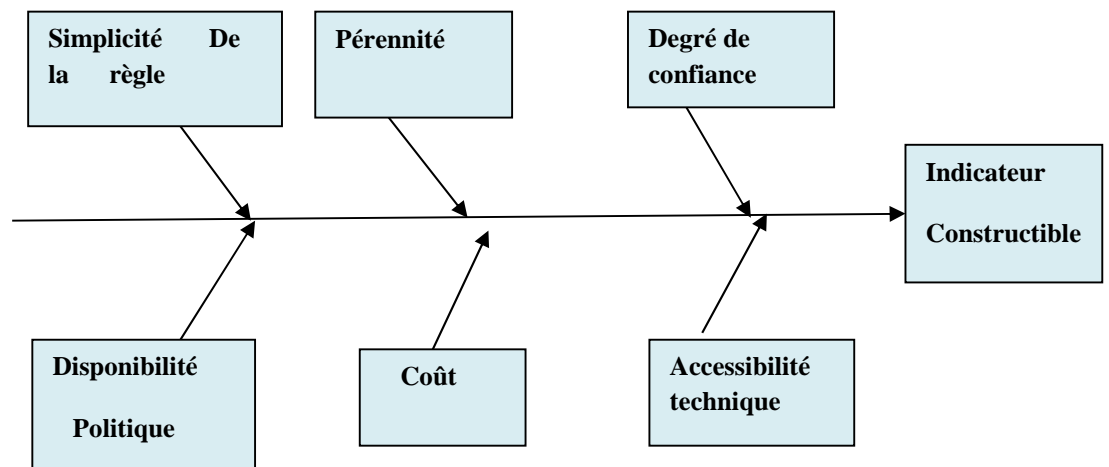 Simplicité De
la règle
Pérennité
Degré de
confiance
Indicateur
Constructible
Disponibilité
Politique
Coût
Accessibilité
technique